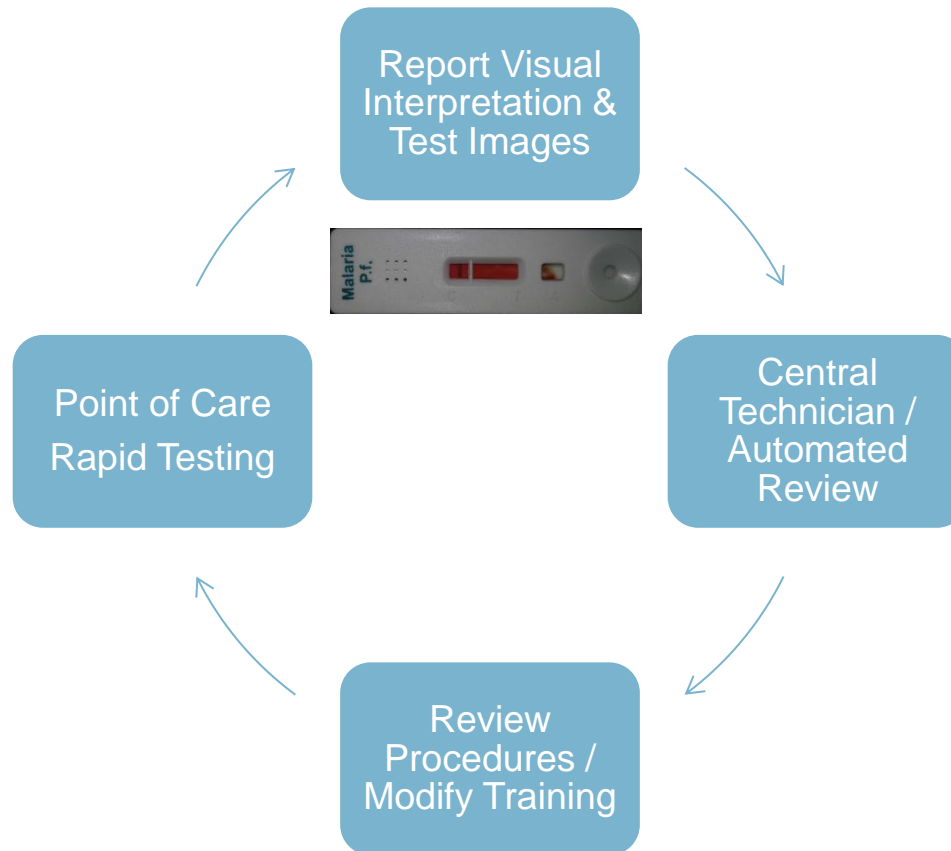 Report Visual
Interpretation &
Test Images
Malaria
P.f.
Point of Care
Rapid Testing
Central
Technician /
Automated
Review
Review
Procedures /
Modify Training